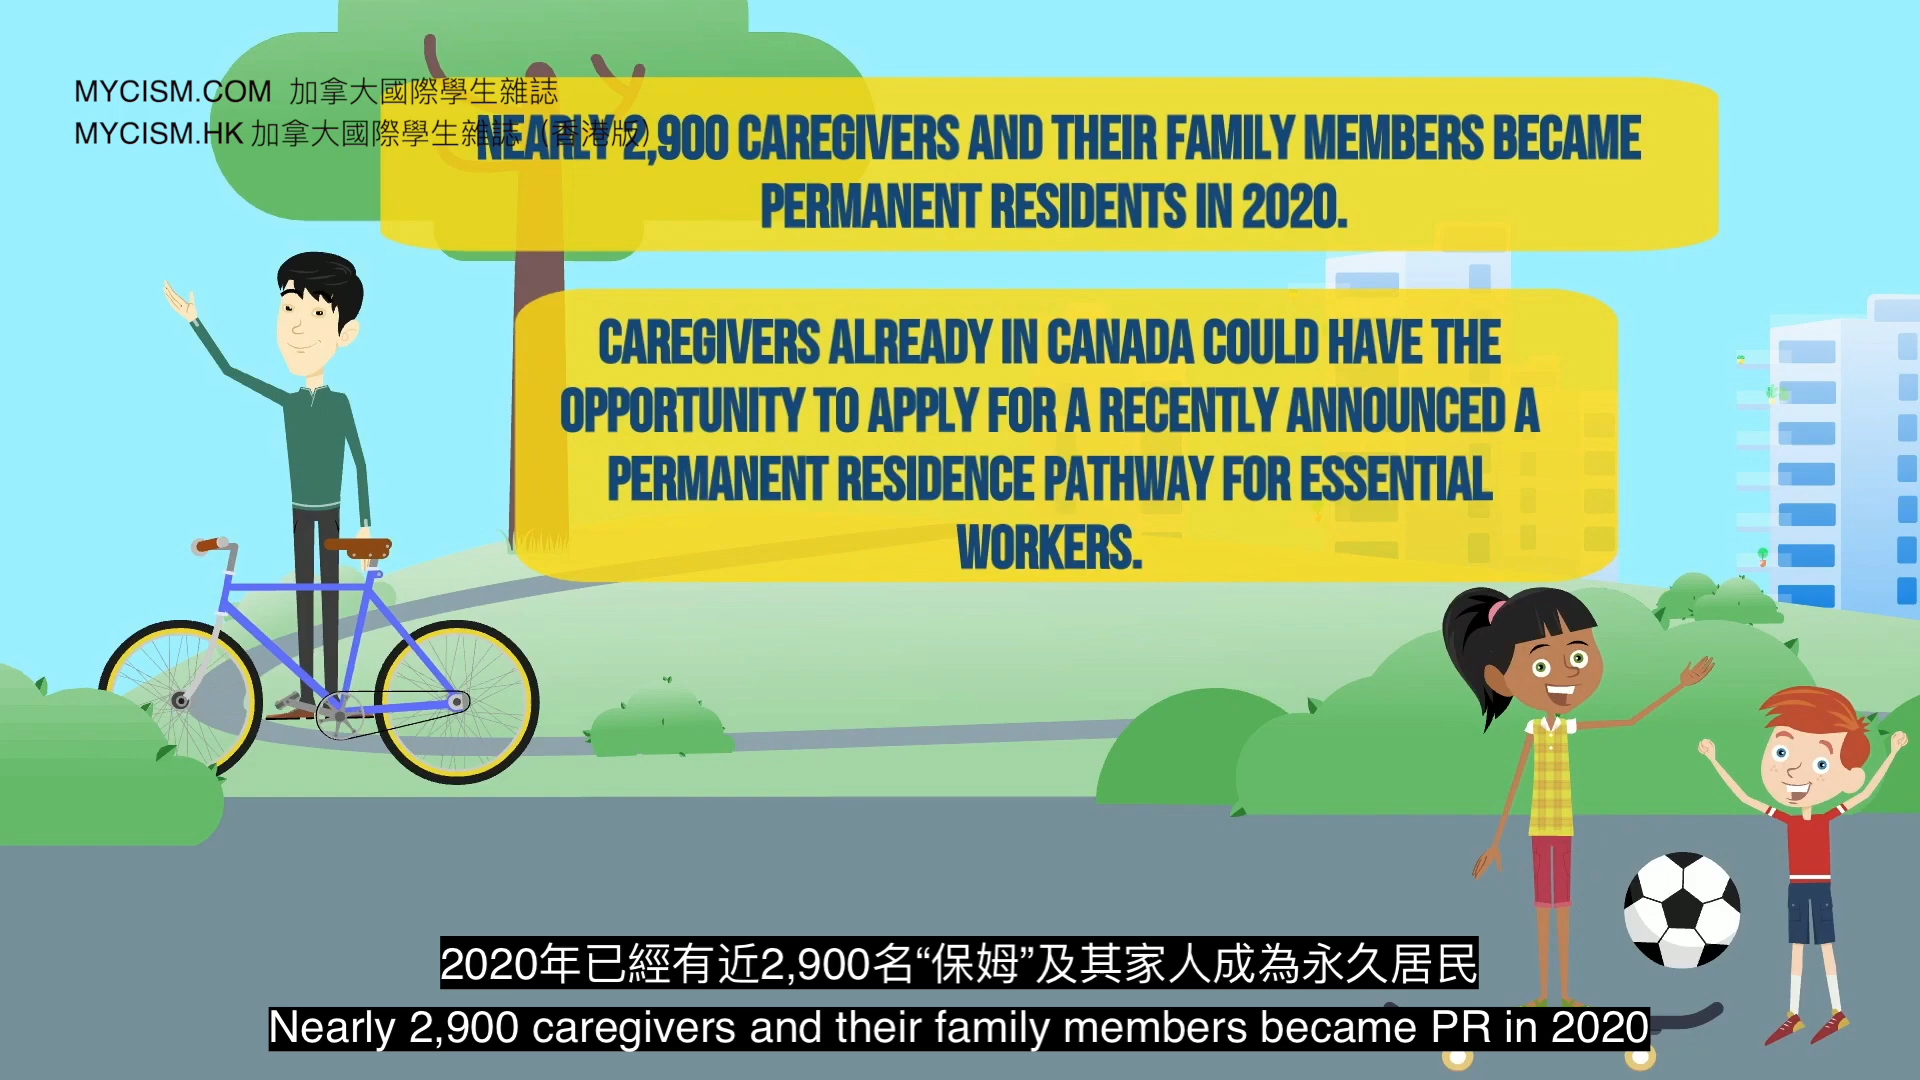 MYCISM.COM 加拿大國際學生雜誌
MYCISM.HK 加拿大國際學生雜誌（香港版）
NEARLY 2,900 CAREGIVERS AND THEIR FAMILY MEMBERS BECAME
PERMANENT RESIDENTS IN 2020.
CAREGIVERS ALREADY IN CANADA COULD HAVE THE
OPPORTUNITY TO APPLY FOR A RECENTLY ANNOUNCED A
PERMANENT RESIDENCE PATHWAY FOR ESSENTIAL
WORKERS.
2020年已經有近2,900名“保姆”及其家人成為永久居民
Nearly 2,900 caregivers and their family members became PR in 2020